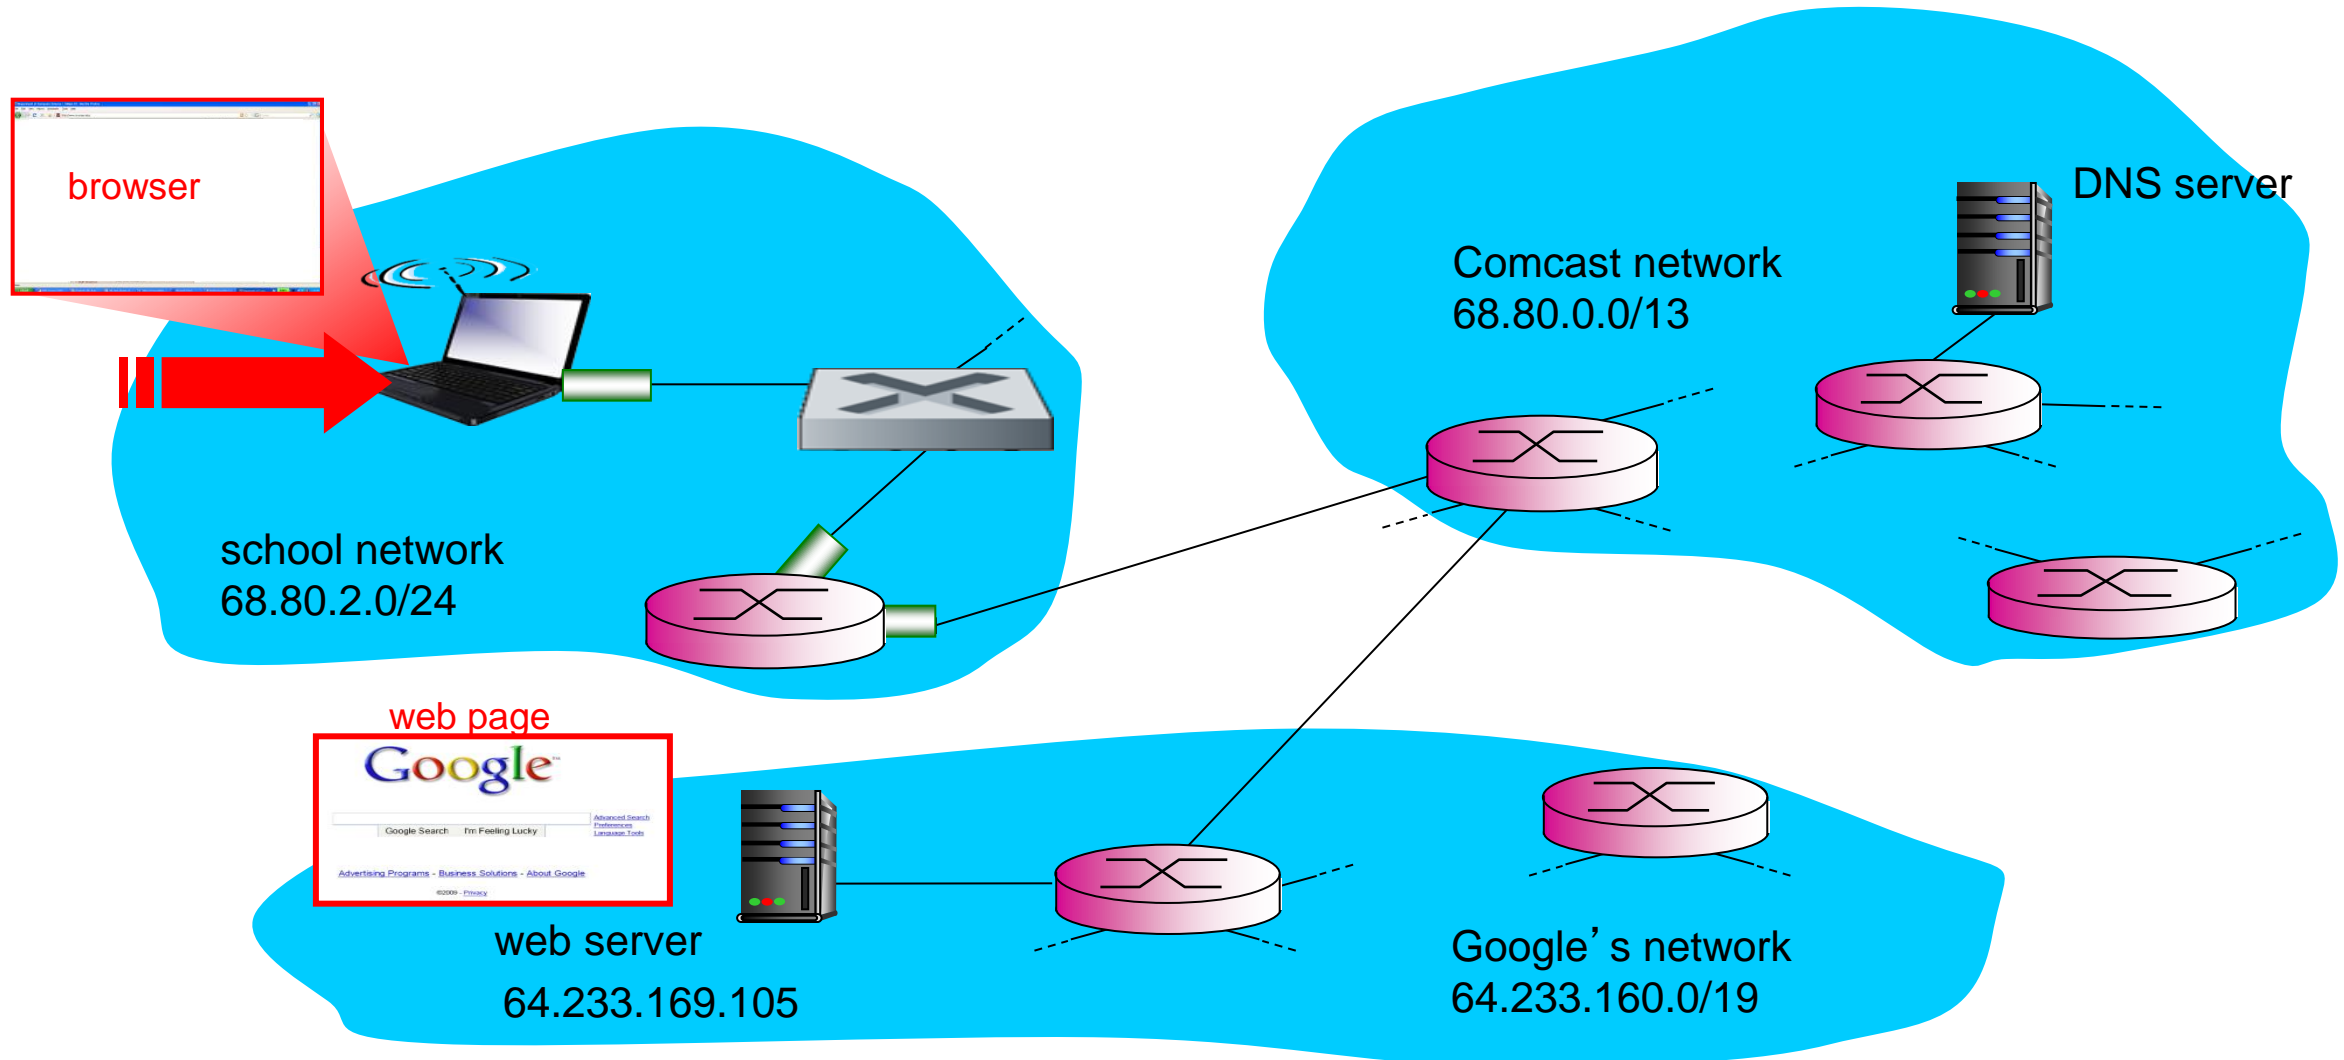 browser
DNS server
Comcast network
68.80.0.0/13
school network
68.80.2.0/24
web page
Google
Advanced Search
Preferences
Language Tools
Google Search I'm Feeling Lucky
Advertising Programs - Business Solutions - About Google
©2009 - Privacy
web server
64.233.169.105
Google’s network
64.233.160.0/19